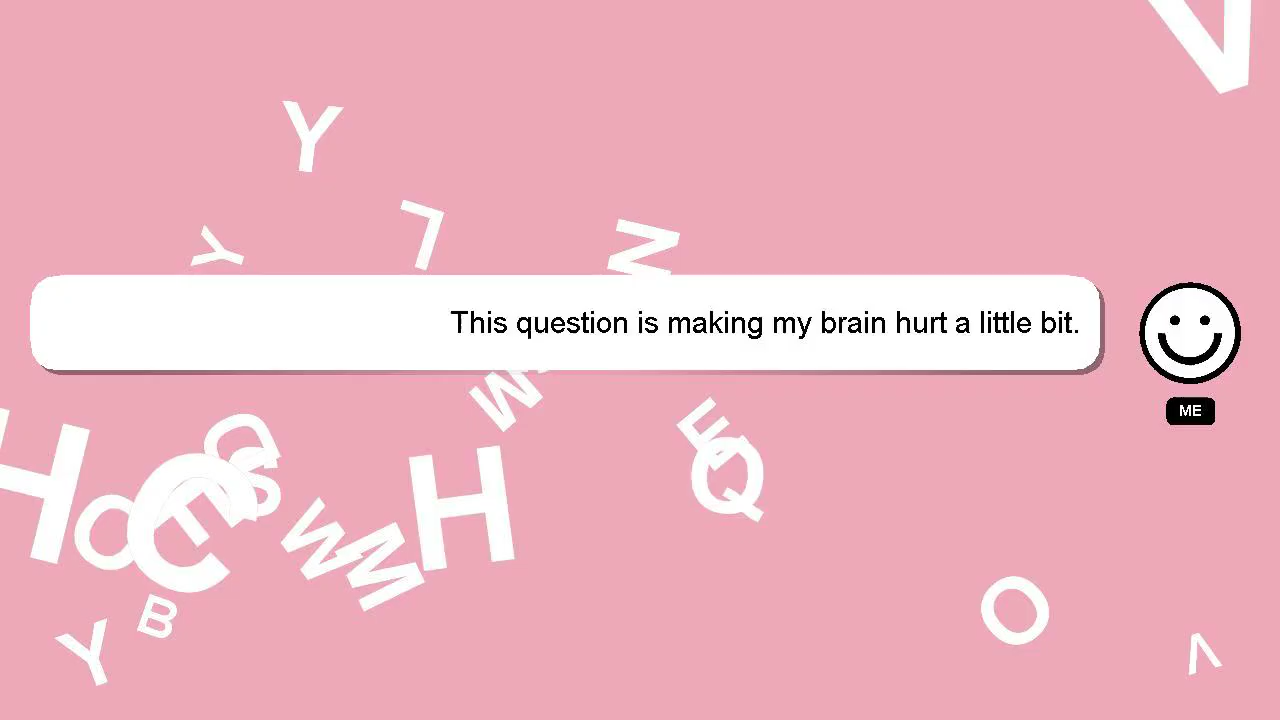 V
Y
L
Y
N
This question is making my brain hurt a little bit.
ME
W
H
G
E
Q
S
H
O
C
T
W
M
O
B
Y
V